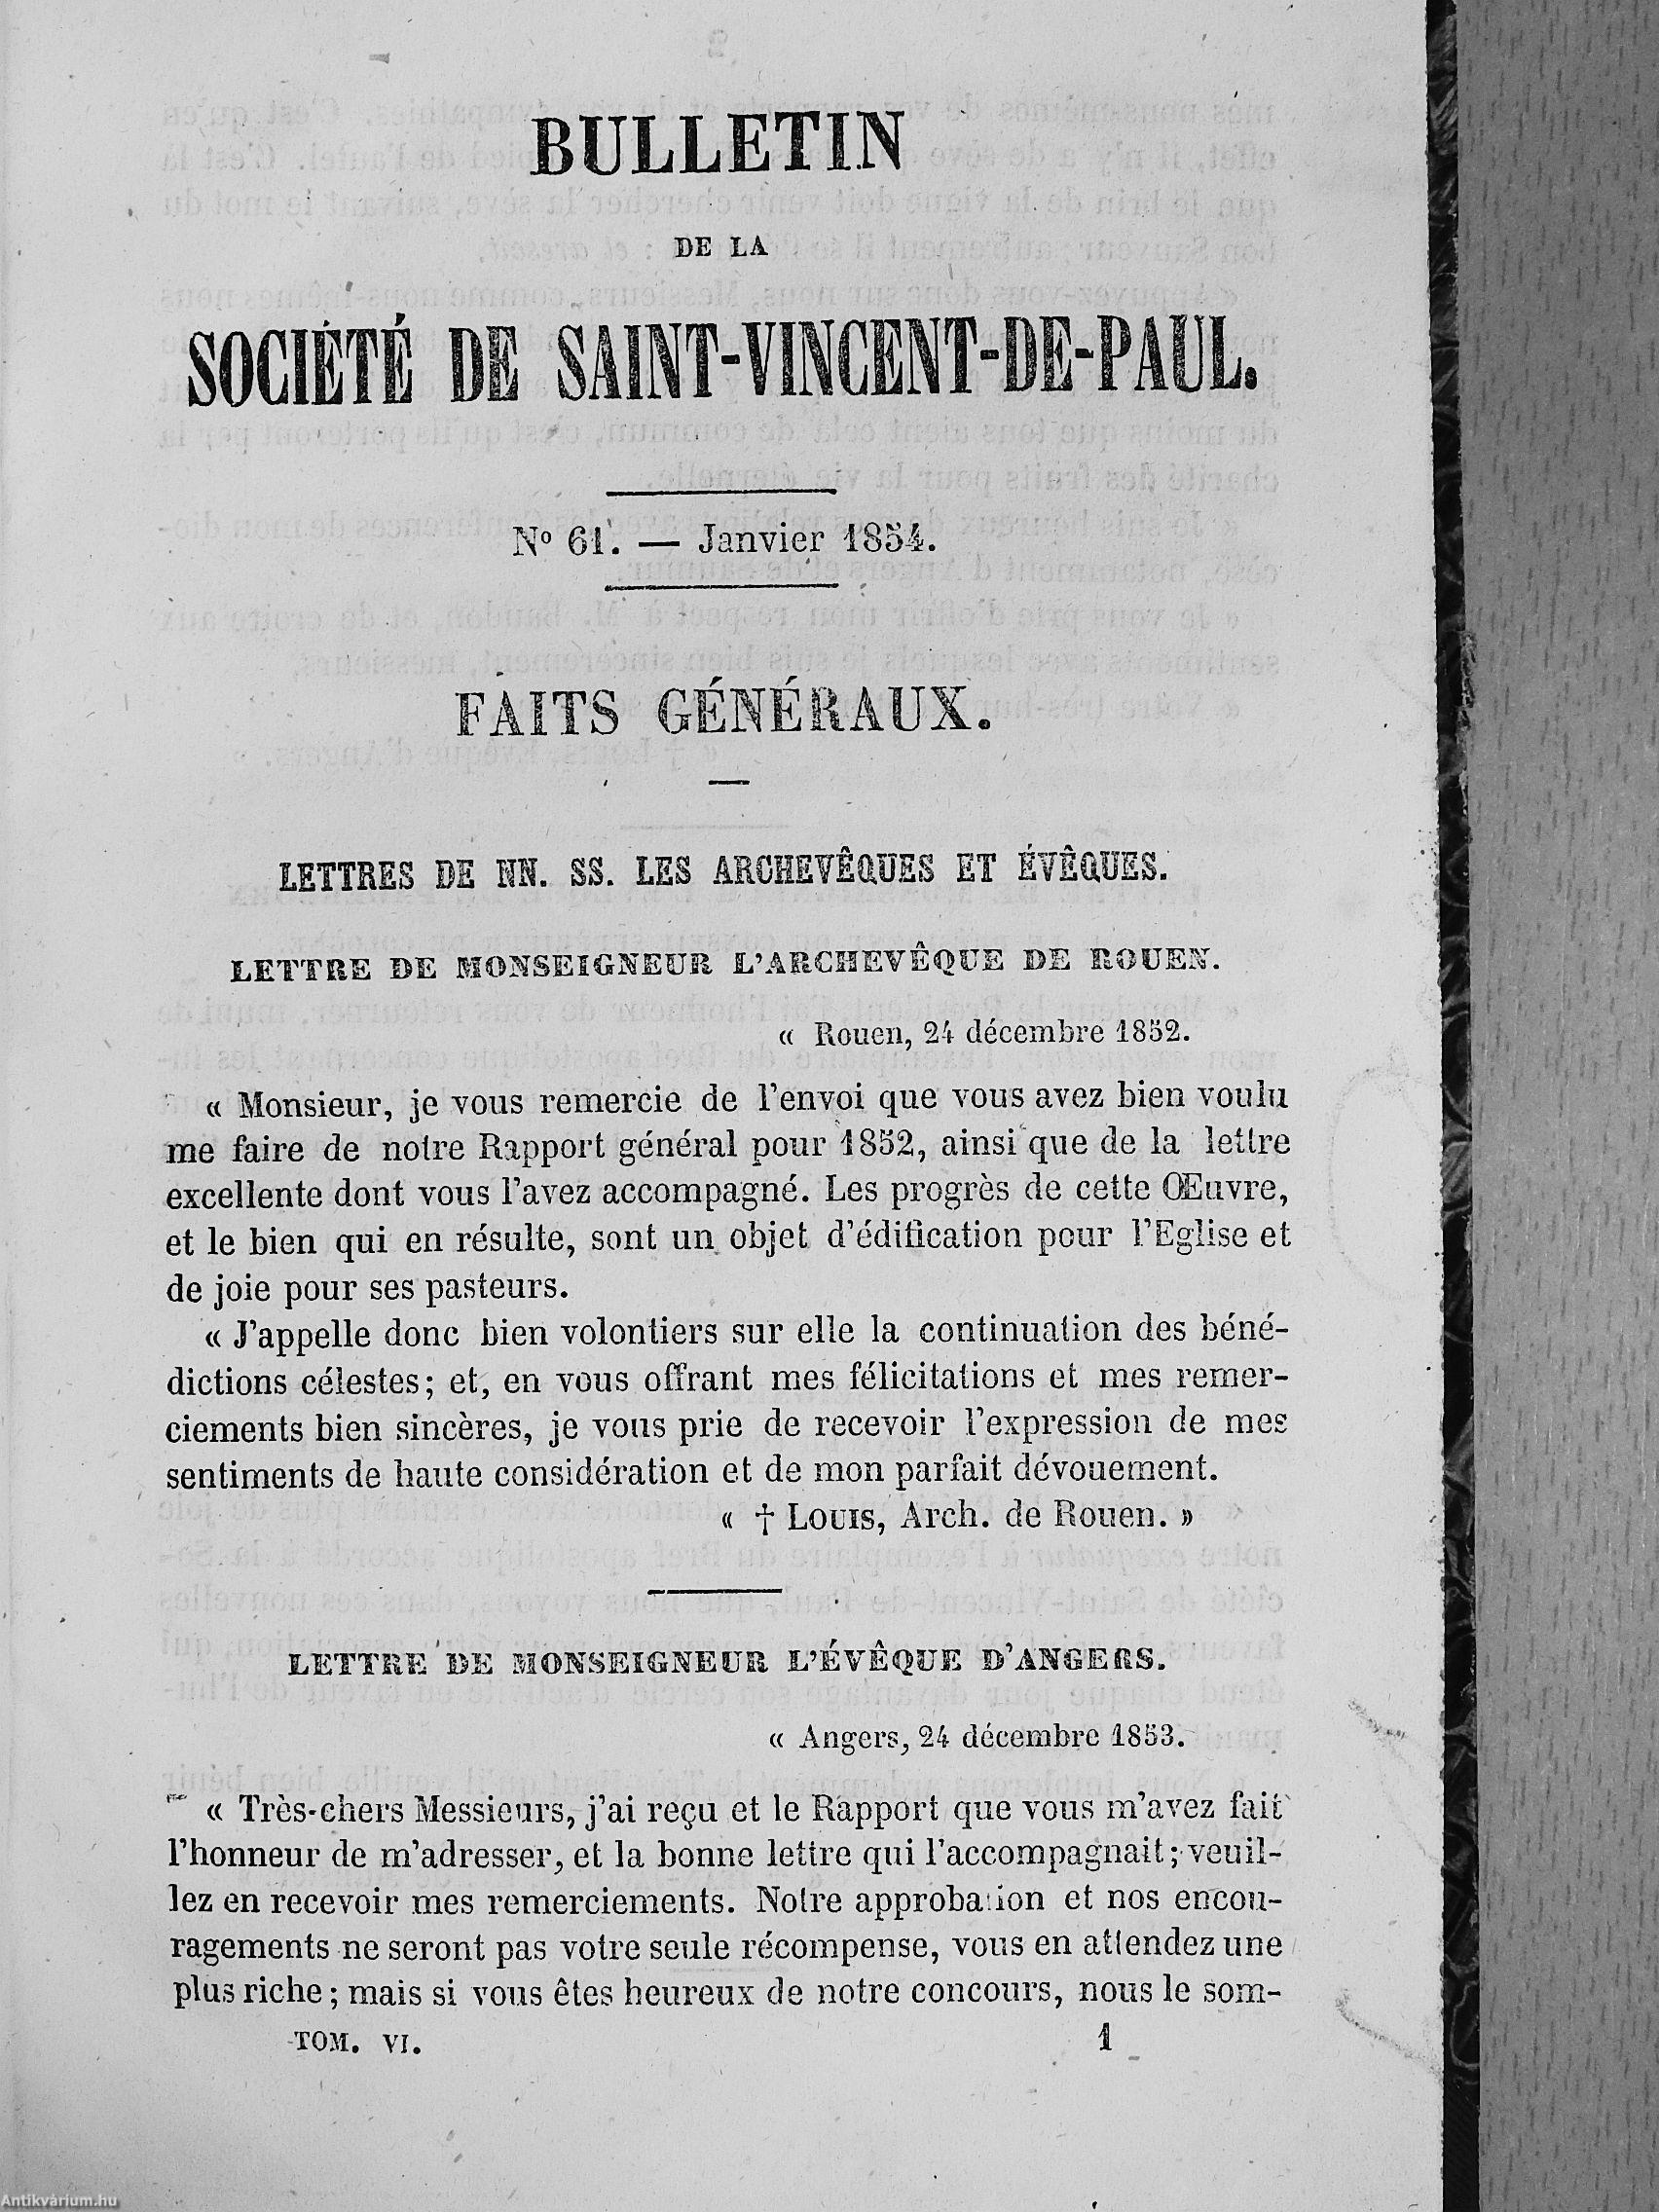 BULLETIN
DE LA
SOCIÉTÉ DE SAINT-VINCENT-DE-PAUL.
Nº 61. — Janvier 1854.
FAITS GÉNÉRAUX.
LETTRES DE NN. SS. LES ARCHEVÊQUES ET ÉVÊQUES.
LETTRE DE MONSEIGNEUR L'ARCHEVÊQUE DE ROUEN.
« Rouen, 24 décembre 1852.
« Monsieur, je vous remercie de l'envoi que vous avez bien voulu
me faire de notre Rapport général pour 1852, ainsi que de la lettre
excellente dont vous l'avez accompagné. Les progrès de cette Œuvre,
et le bien qui en résulte, sont un objet d'édification pour l'Eglise et
de joie pour ses pasteurs.
« J'appelle donc bien volontiers sur elle la continuation des béné-
dictions célestes; et, en vous offrant mes félicitations et mes remer-
ciements bien sincères, je vous prie de recevoir l'expression de mes
sentiments de haute considération et de mon parfait dévouement.
« † LOUIS, Arch. de Rouen. »
LETTRE DE MONSEIGNEUR L'ÉVÊQUE D'ANGERS.
« Angers, 24 décembre 1853.
« Très-chers Messieurs, j'ai reçu et le Rapport que vous m'avez fait
l'honneur de m'adresser, et la bonne lettre qui l'accompagnait; veuil-
lez en recevoir mes remerciements. Notre approbation et nos encou-
ragements ne seront pas votre seule récompense, vous en attendez une
plus riche; mais si vous êtes heureux de notre concours, nous le som-
TOM. VI. 1
Antikvárium.hu